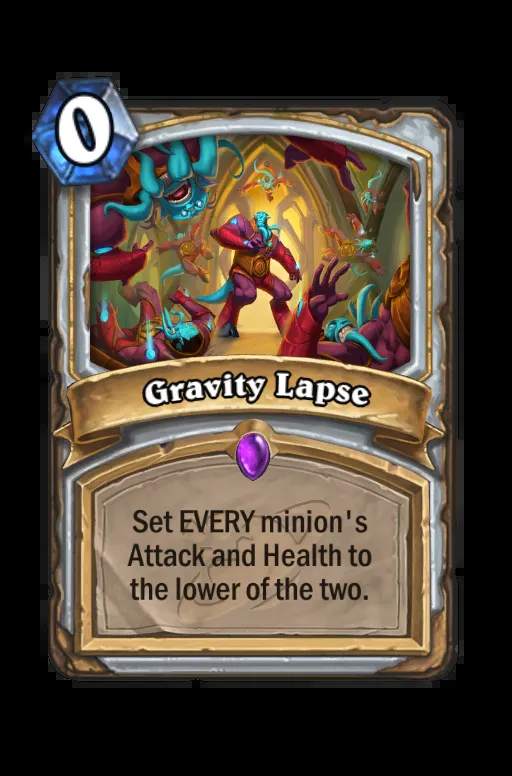 0
Gravity Lapse
Set EVERY minion's
Attack and Health to
the lower of the two.